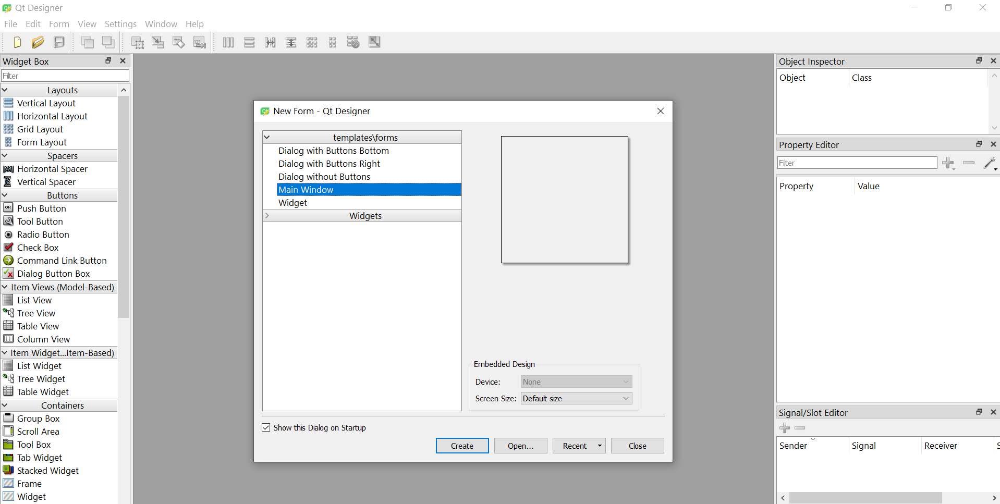 Qt Designer
File Edit Form View Settings Window Help
Widget Box
Filter
Layouts
Vertical Layout
Horizontal Layout
Grid Layout
Form Layout
Spacers
Horizontal Spacer
Vertical Spacer
Buttons
Push Button
Tool Button
Radio Button
Check Box
Command Link Button
Dialog Button Box
Item Views (Model-Based)
List View
Tree View
Table View
Column View
Item Widget...Item-Based)
List Widget
Tree Widget
Table Widget
Containers
Group Box
Scroll Area
Tool Box
Tab Widget
Stacked Widget
Frame
Widget
New Form - Qt Designer
templates\forms
Dialog with Buttons Bottom
Dialog with Buttons Right
Dialog without Buttons
Main Window
Widget
Widgets
Embedded Design
Device: None
Screen Size: Default size
Show this Dialog on Startup
Create Open... Recent Close
Object Inspector
Object Class
Property Editor
Filter
Property Value
Signal/Slot Editor
Sender Signal Receiver